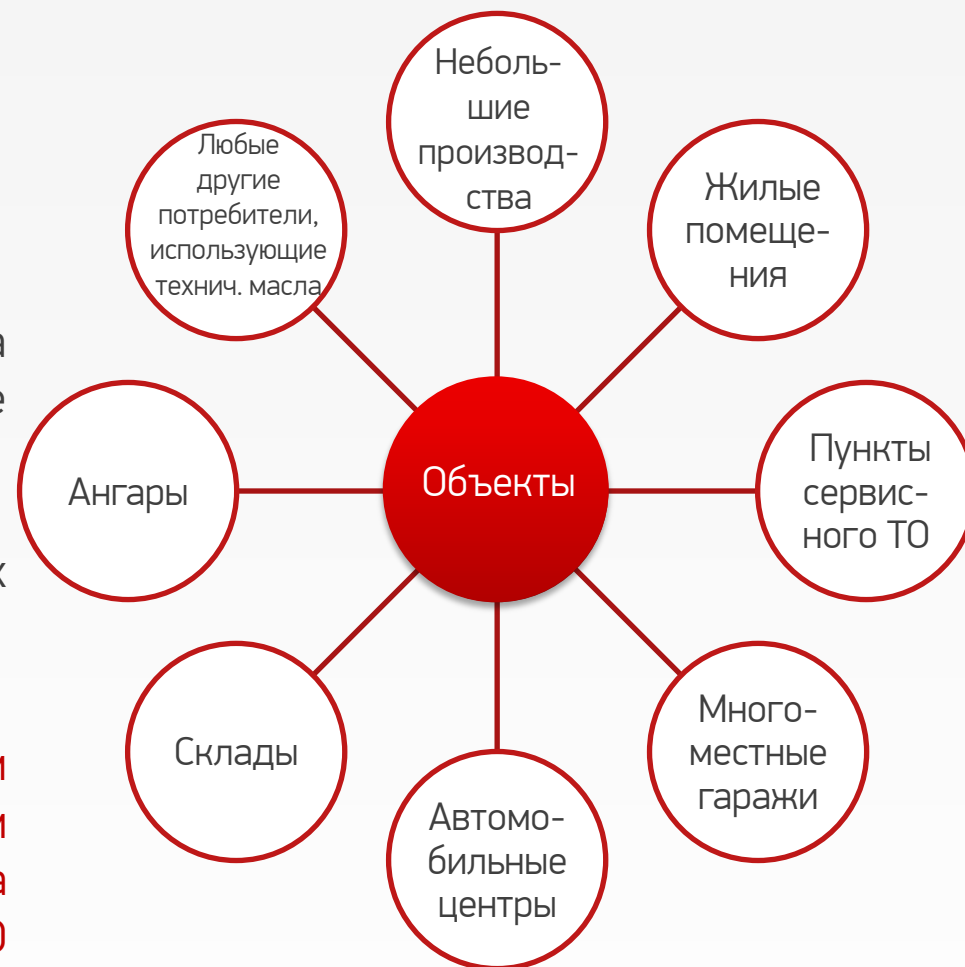 Неболь-
шие
производ-
ства
Жилые
помеще-
ния
Пункты
сервис-
ного ТО
Много-
местные
гаражи
Автомо-
бильные
центры
Склады
Ангары
Любые
другие
потребители,
использующие
технич. масла
Объекты